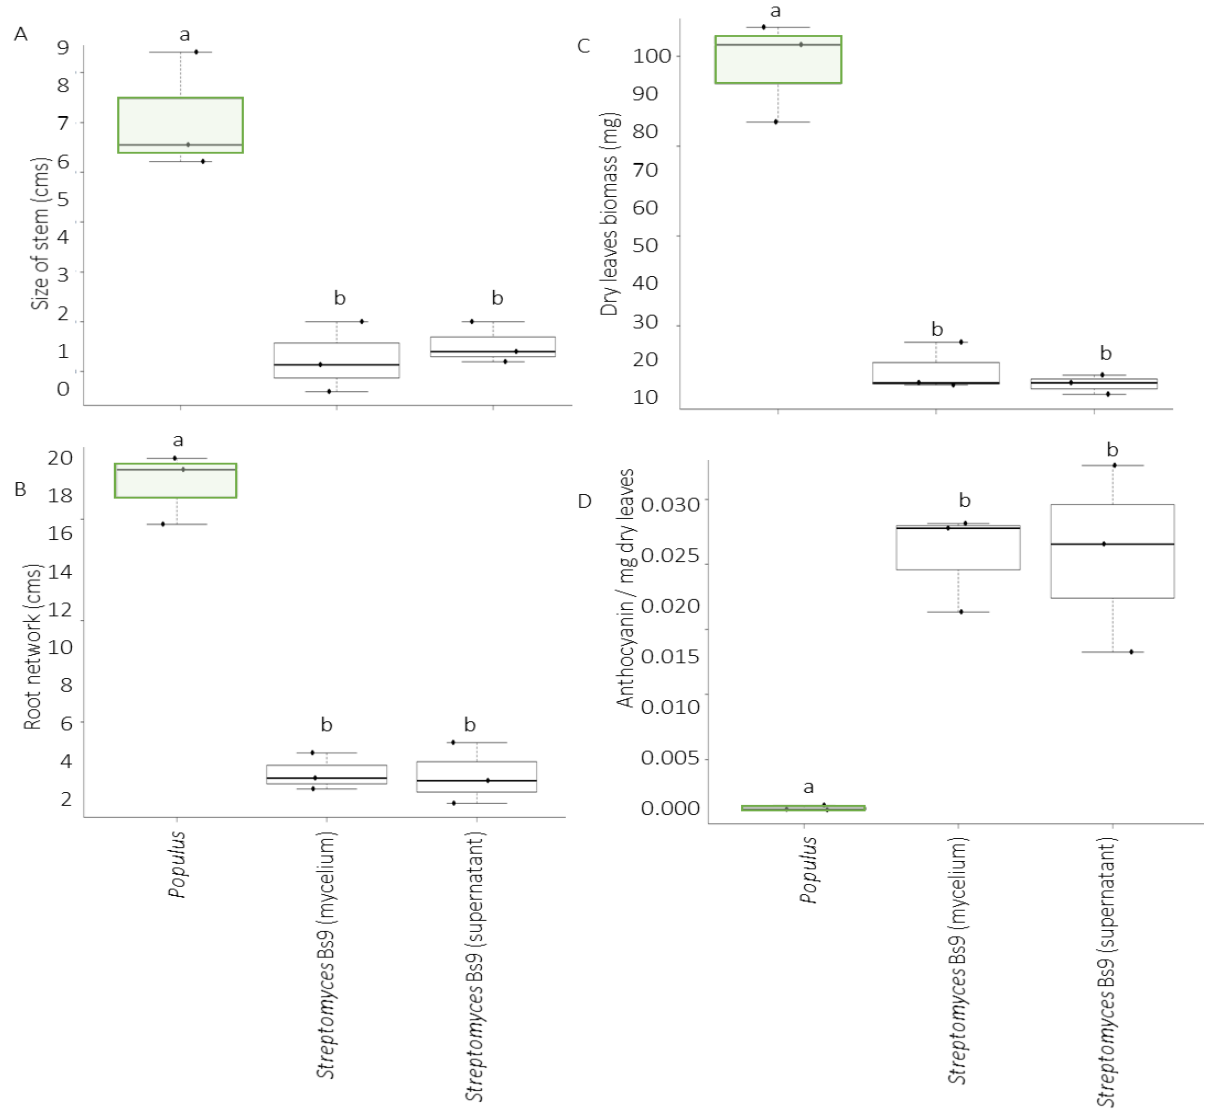 A
a
9
8
7
6
5
4
3
2
1
0
Size of stem (cms)
b
b
C
a
100
90
80
70
60
50
40
30
20
10
Dry leaves biomass (mg)
b
b
B
a
20
18
16
14
12
10
8
6
4
2
Root network (cms)
b
b
Populus
Streptomyces Bs9 (mycelium)
Streptomyces Bs9 (supernatant)
D
0.030
0.025
0.020
0.015
0.010
0.005
0.000
Anthocyanin / mg dry leaves
a
b
b
Populus
Streptomyces Bs9 (mycelium)
Streptomyces Bs9 (supernatant)